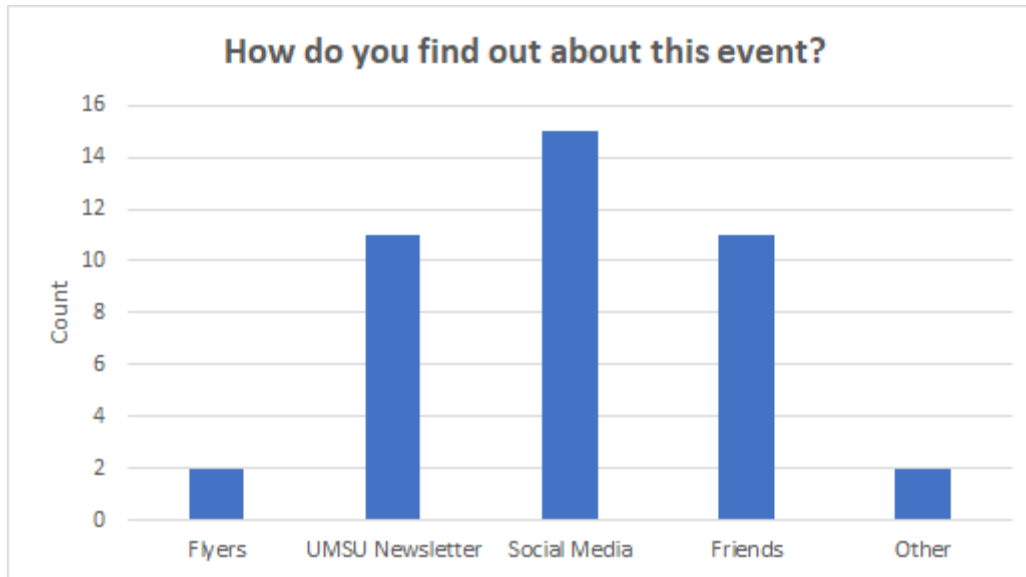 How do you find out about this event?
16
14
12
10
8
6
4
2
0
Count
Flyers
UMSU Newsletter
Social Media
Friends
Other